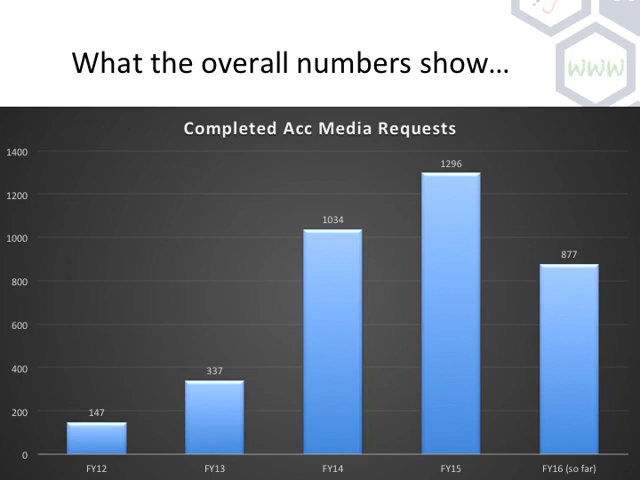 What the overall numbers show...
www
Completed Acc Media Requests
1400
1200
1000
800
600
400
200
0
147
337
1034
1296
877
FY12
FY13
FY14
FY15
FY16 (so far)